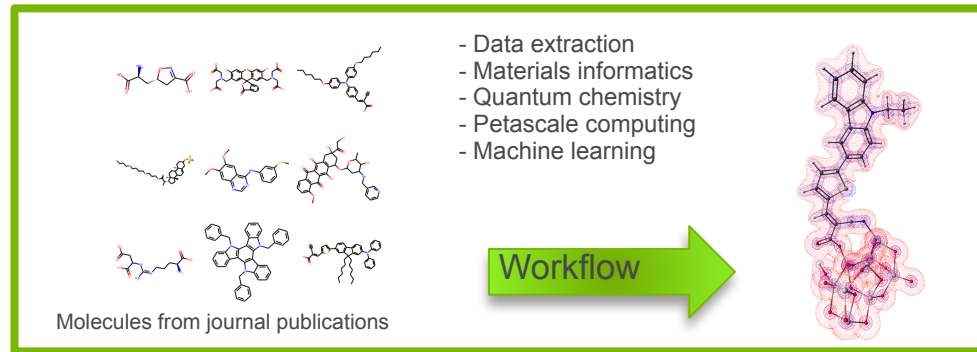 - Data extraction
- Materials informatics
- Quantum chemistry
- Petascale computing
- Machine learning
Workflow
Molecules from journal publications